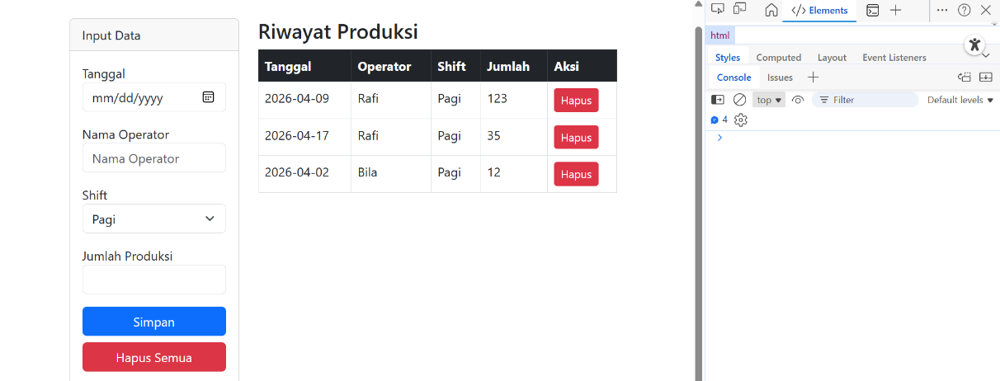 Input Data
Tanggal
mm/dd/yyyy
Nama Operator
Nama Operator
Shift
Pagi
Jumlah Produksi
Simpan
Hapus Semua
Riwayat Produksi
Tanggal Operator Shift Jumlah Aksi
2026-04-09 Rafi Pagi 123 Hapus
2026-04-17 Rafi Pagi 35 Hapus
2026-04-02 Bila Pagi 12 Hapus
Elements
html
Styles Computed Layout Event Listeners
Console Issues
top Filter Default levels
4